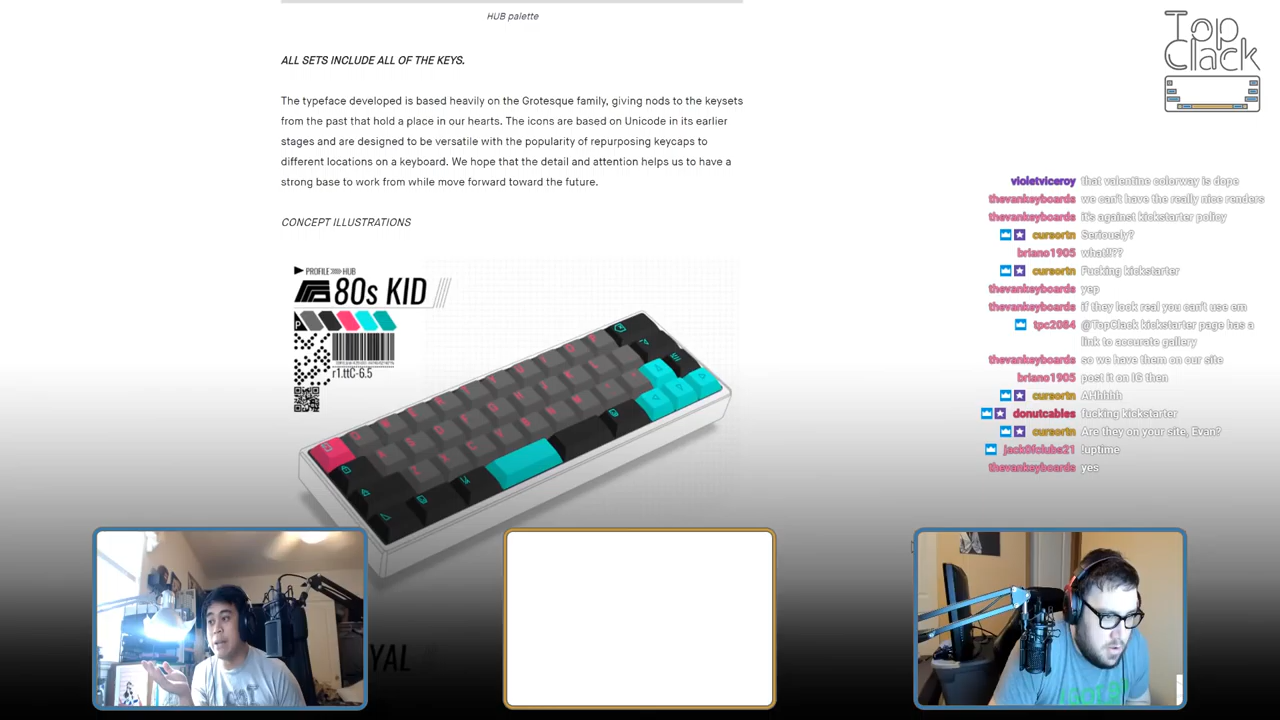 HUB palette
ALL SETS INCLUDE ALL OF THE KEYS.
The typeface developed is based heavily on the Grotesque family, giving nods to the keysets
from the past that hold a place in our hearts. The icons are based on Unicode in its earlier
stages and are designed to be versatile with the popularity of repurposing keycaps to
different locations on a keyboard. We hope that the detail and attention helps us to have a
strong base to work from while move forward toward the future.
CONCEPT ILLUSTRATIONS
PROFILE HUB
80s KID
P
r1.ttC-6.5
YAL
Top
Clack
violetviceroy that valentine colorway is dope
thevankeyboards we can't have the really nice renders
thevankeyboards it's against kickstarter policy
cursortn Seriously?
briano1905 what!!??
cursortn Fucking kickstarter
thevankeyboards yep
thevankeyboards if they look real you can't use em
tpc2084 @TopClack kickstarter page has a
link to accurate gallery
thevankeyboards so we have them on our site
briano1905 post it on IG then
cursortn AHhhhh
donutcables fucking kickstarter
cursortn Are they on your site, Evan?
jack0fclubs21 !uptime
thevankeyboards yes